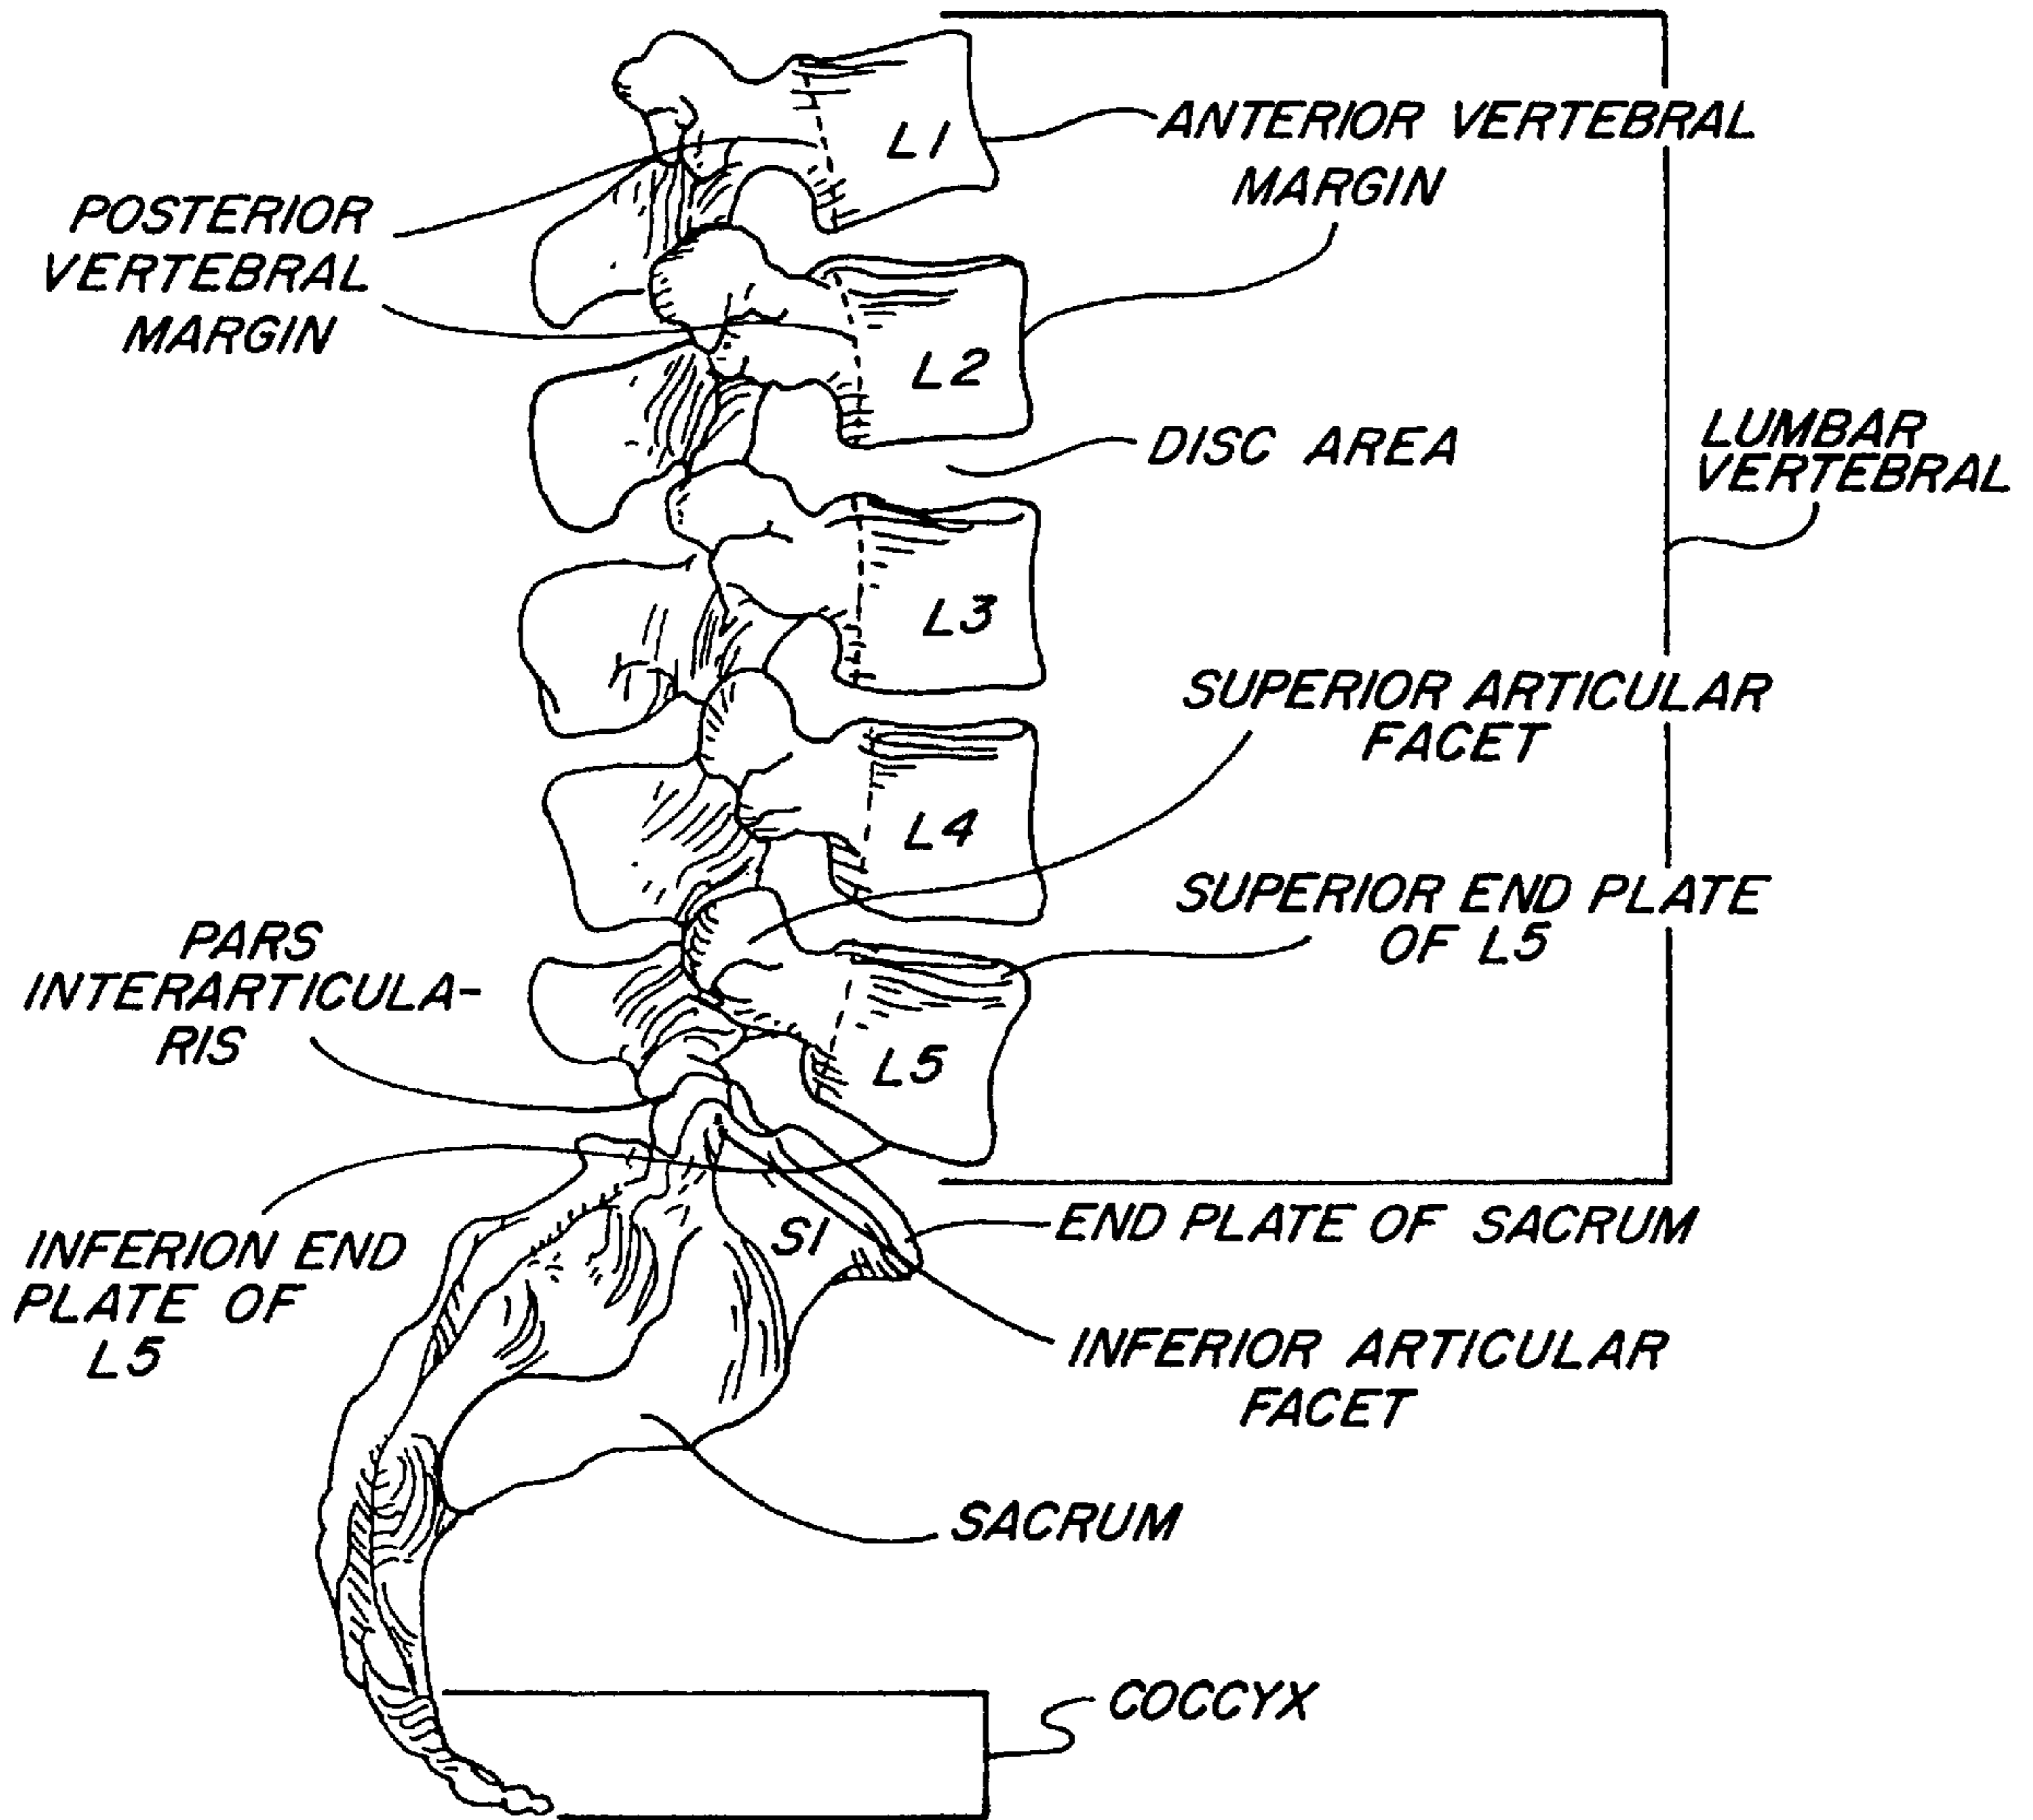 L1
ANTERIOR VERTEBRAL
MARGIN
POSTERIOR
VERTEBRAL
MARGIN
L2
DISC AREA
LUMBAR
VERTEBRAL
L3
SUPERIOR ARTICULAR
FACET
L4
SUPERIOR END PLATE
OF L5
PARS
INTERARTICULA-
RIS
L5
INFERION END
PLATE OF
L5
S1
END PLATE OF SACRUM
INFERIOR ARTICULAR
FACET
SACRUM
COCCYX